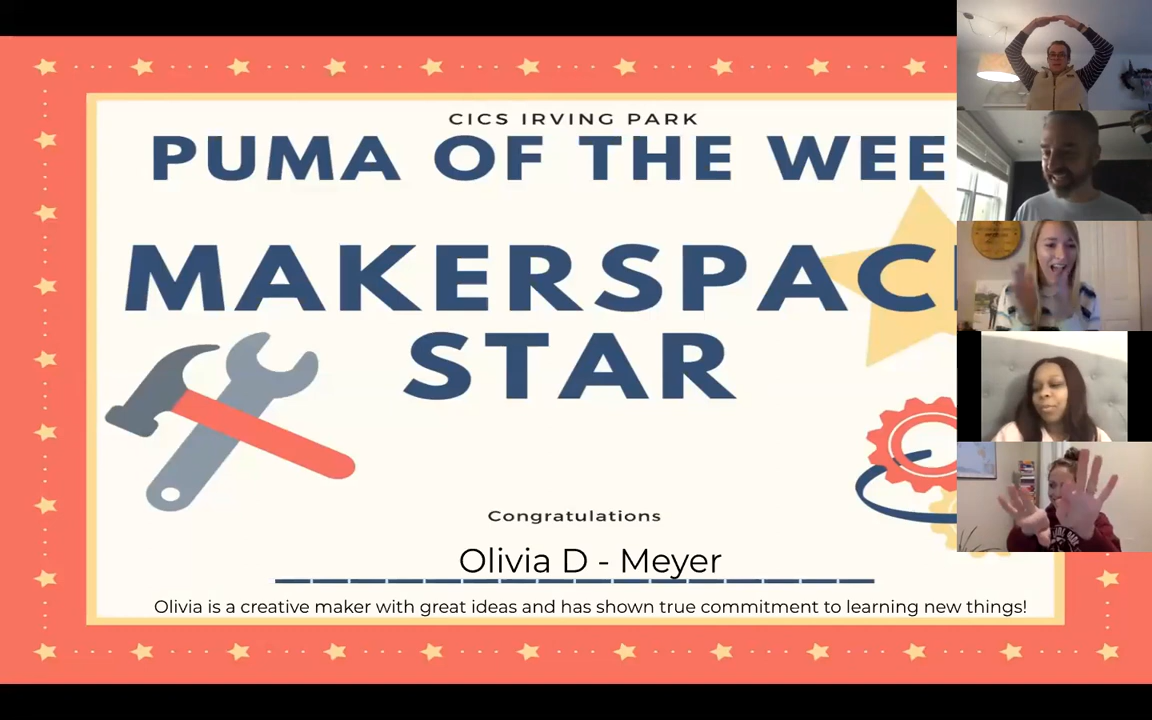 CICS IRVING PARK
PUMA OF THE WEE
MAKERSPAC
STAR
Congratulations
Olivia D - Meyer
Olivia is a creative maker with great ideas and has shown true commitment to learning new things!